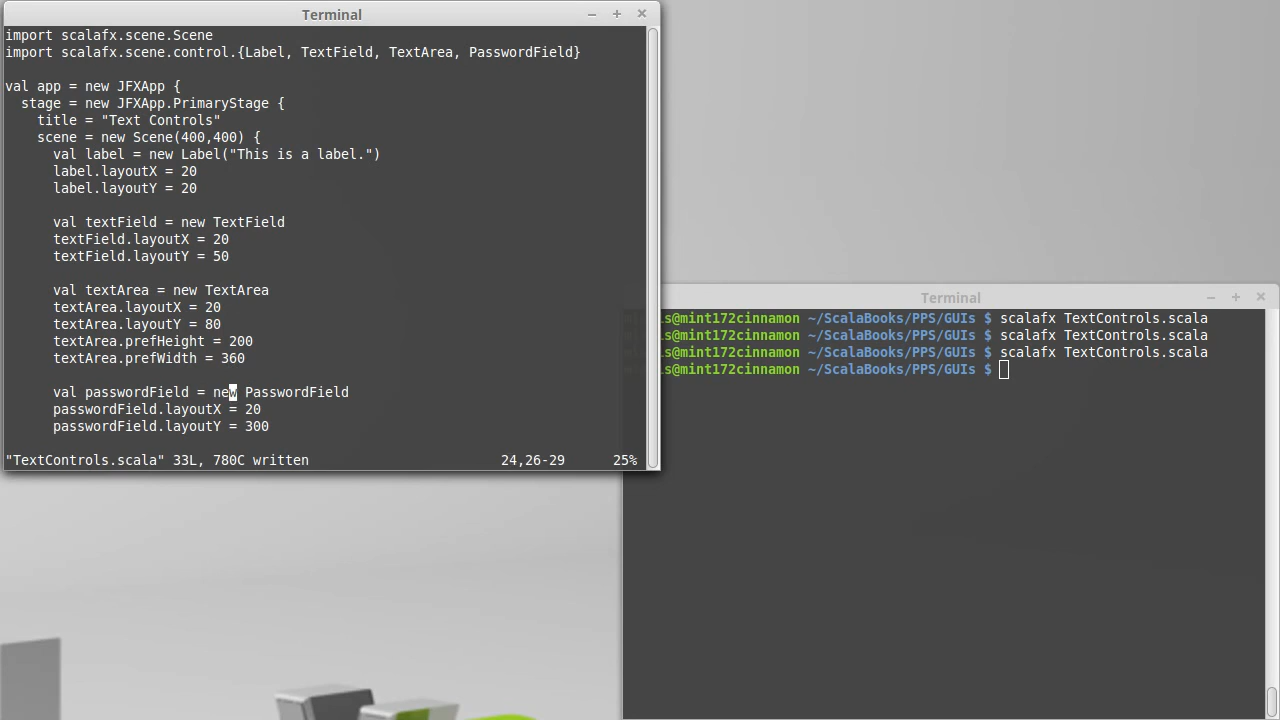 Terminal
import scalafx.scene.Scene
import scalafx.scene.control.{Label, TextField, TextArea, PasswordField}
val app = new JFXApp {
stage = new JFXApp.PrimaryStage {
title = "Text Controls"
scene = new Scene(400,400) {
val label = new Label("This is a label.")
label.layoutX = 20
label.layoutY = 20
val textField = new TextField
textField.layoutX = 20
textField.layoutY = 50
val textArea = new TextArea
textArea.layoutX = 20
textArea.layoutY = 80
textArea.prefHeight = 200
textArea.prefWidth = 360
val passwordField = new PasswordField
passwordField.layoutX = 20
passwordField.layoutY = 300
"TextControls.scala" 33L, 780C written 24,26-29 25%
Terminal
is@mint172cinnamon ~/ScalaBooks/PPS/GUIs $ scalafx TextControls.scala
is@mint172cinnamon ~/ScalaBooks/PPS/GUIs $ scalafx TextControls.scala
is@mint172cinnamon ~/ScalaBooks/PPS/GUIs $ scalafx TextControls.scala
is@mint172cinnamon ~/ScalaBooks/PPS/GUIs $